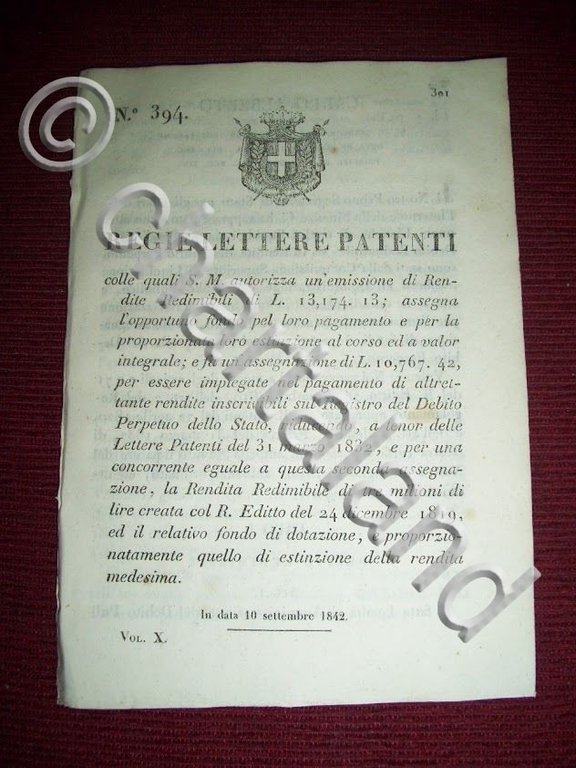 301
N.º 394.
REGIE LETTERE PATENTI
colle quali S. M. autorizza un'emissione di Ren-
dite Redimibili di L. 13,174. 13; assegna
l'opportuno fondo pel loro pagamento e per la
proporzionata loro estinzione al corso ed a valor
integrale; e fa un'assegnazione di L. 10,767. 42,
per essere impiegate nel pagamento di altret-
tante rendite inscrivibili sul Registro del Debito
Perpetuo dello Stato, riducendo, a tenor delle
Lettere Patenti del 31 marzo 1832, e per una
concorrente eguale a questa seconda assegna-
zione, la Rendita Redimibile di tre milioni di
lire creata col R. Editto del 24 dicembre 1819,
ed il relativo fondo di dotazione, e proporzio-
natamente quello di estinzione della rendita
medesima.
In data 10 settembre 1842.
VOL. X.
© Chartaland